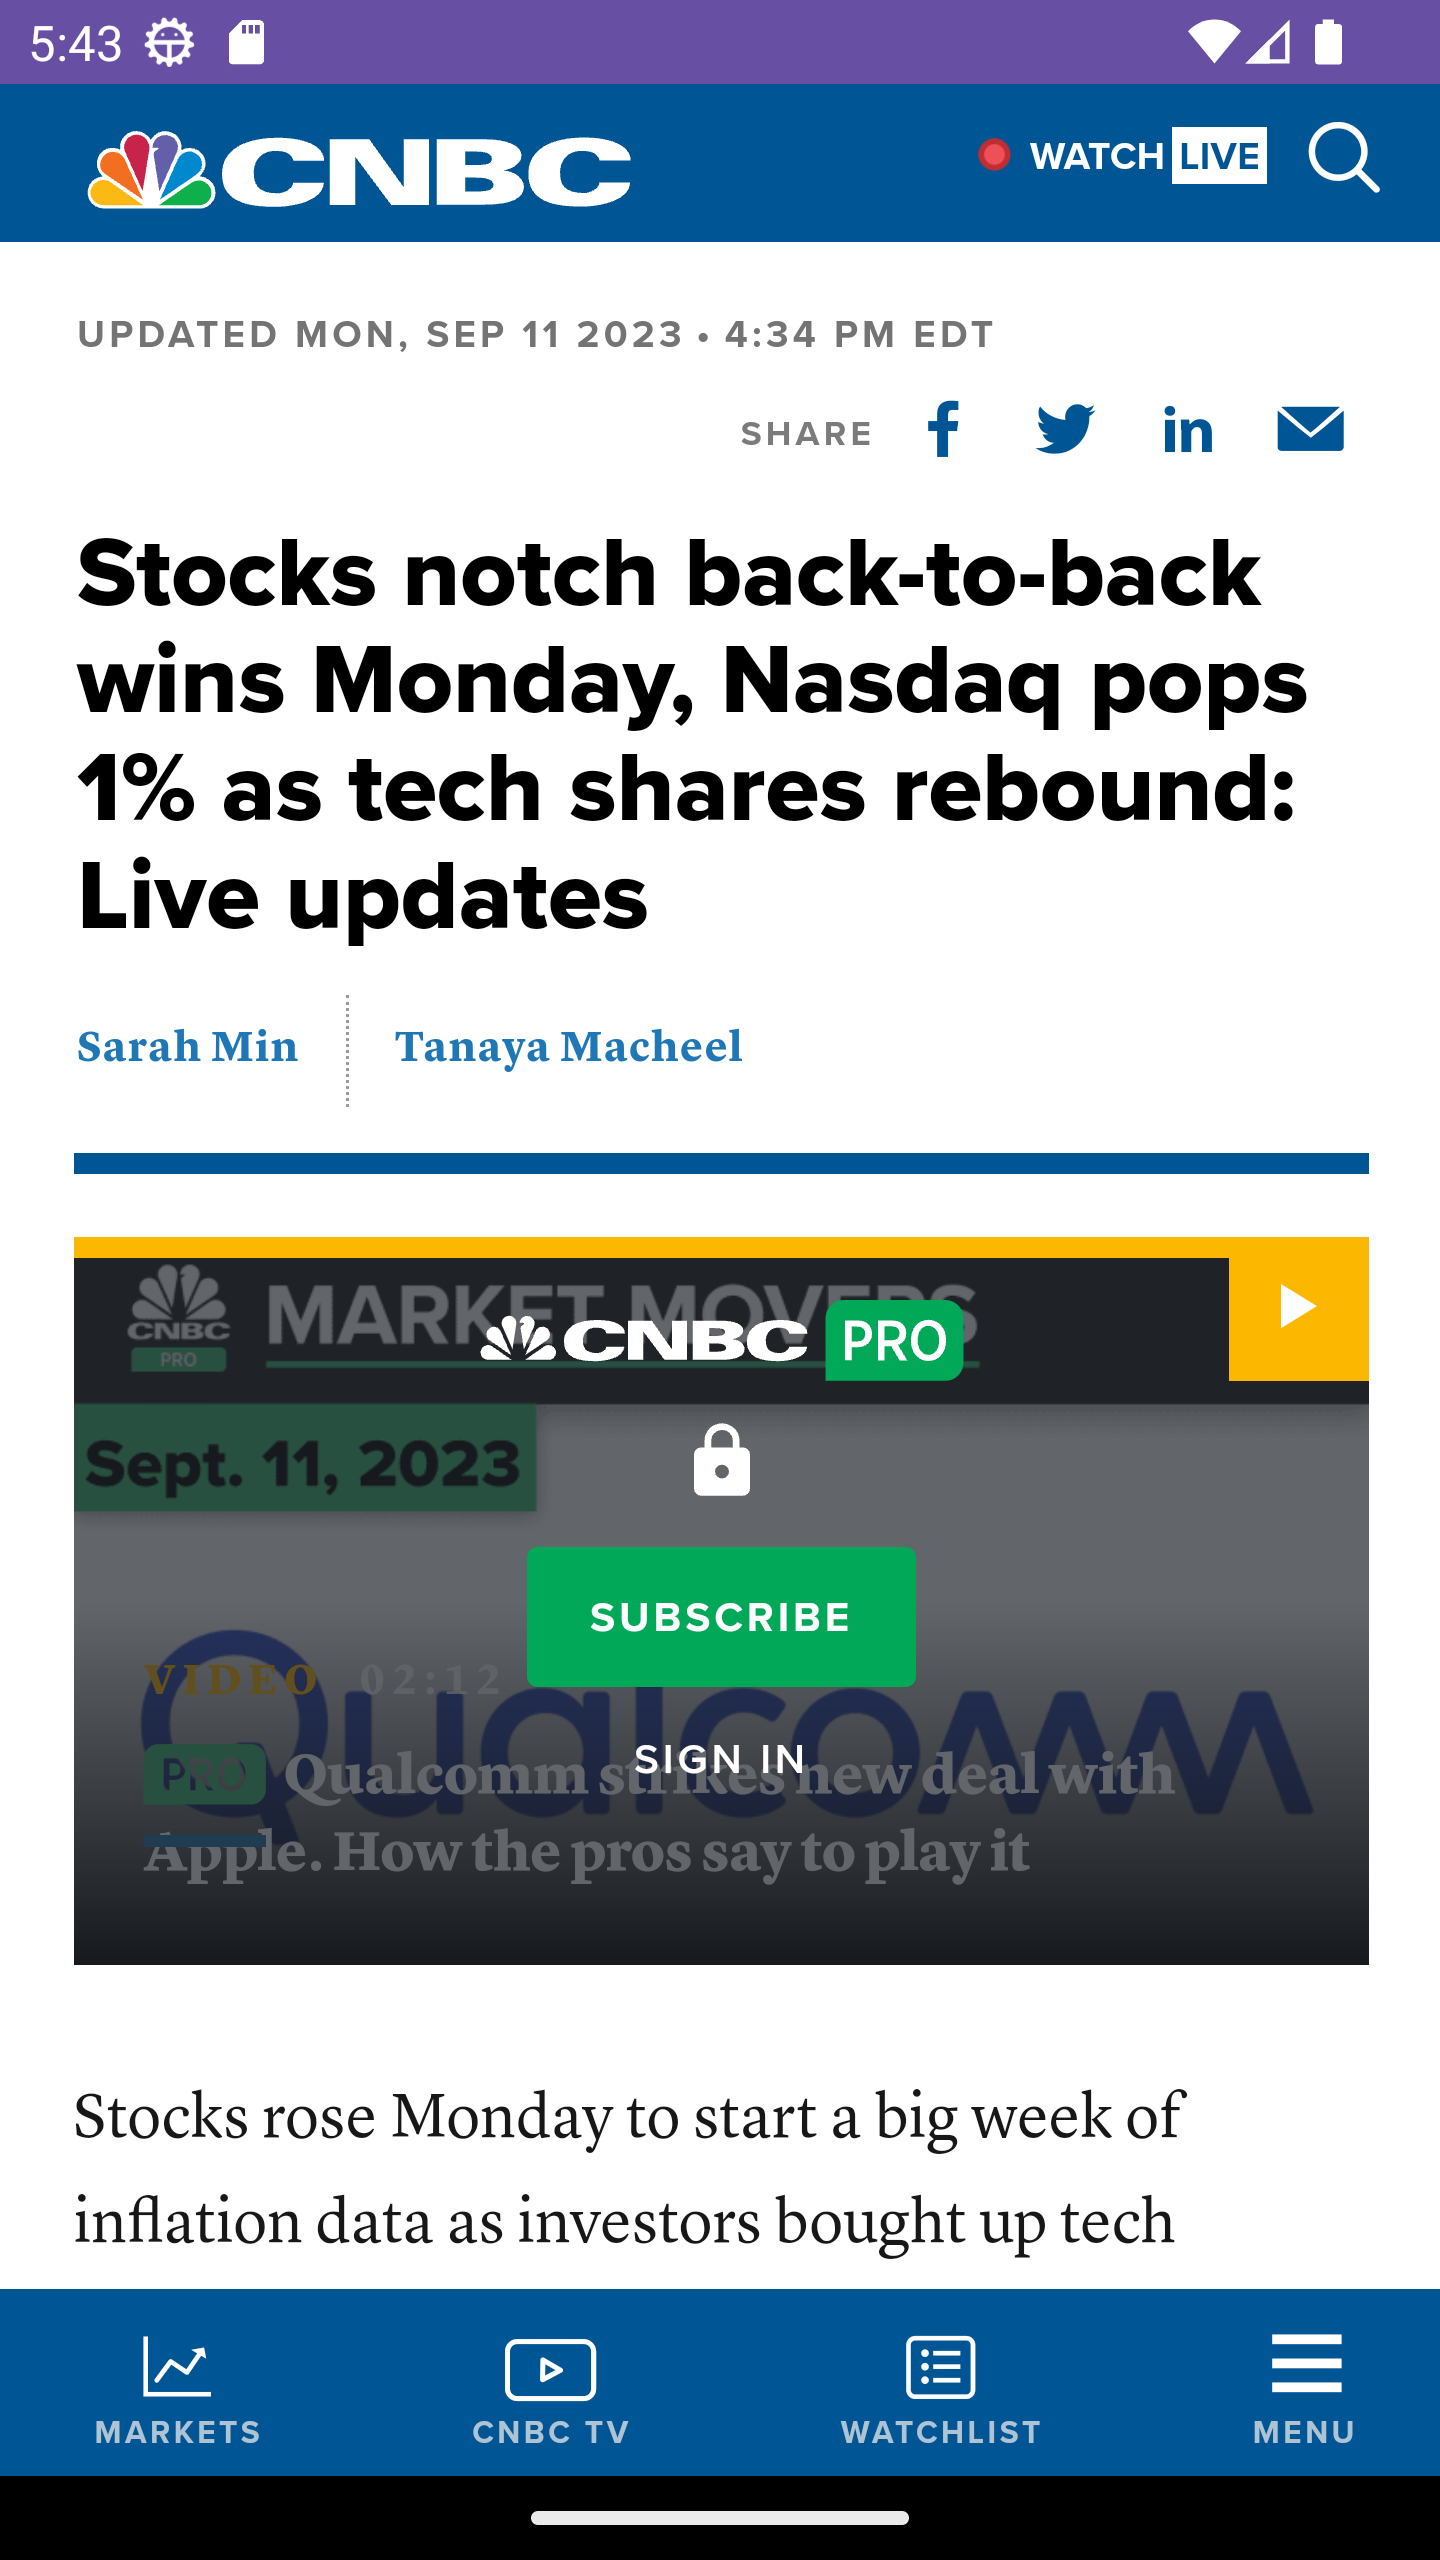 5:43
CNBC
WATCH LIVE
UPDATED MON, SEP 11 2023 • 4:34 PM EDT
SHARE
Stocks notch back-to-back
wins Monday, Nasdaq pops
1% as tech shares rebound:
Live updates
Sarah Min
Tanaya Macheel
CNBC PRO
MARKET MOVERS
CNBC PRO
Sept. 11, 2023
SUBSCRIBE
VIDEO 02:12
Qualcomm
SIGN IN
PRO Qualcomm strikes new deal with
Apple. How the pros say to play it
Stocks rose Monday to start a big week of
inflation data as investors bought up tech
MARKETS
CNBC TV
WATCHLIST
MENU